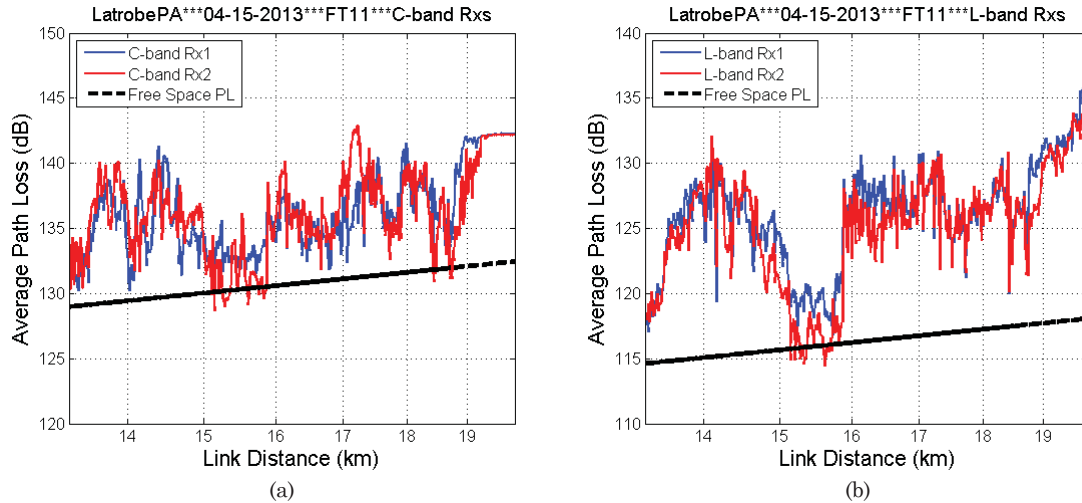 LatrobePA***04-15-2013***FT11***C-band Rxs
150
145
140
135
130
125
120
Average Path Loss (dB)
C-band Rx1
C-band Rx2
Free Space PL
14 15 16 17 18 19
Link Distance (km)
(a)
LatrobePA***04-15-2013***FT11***L-band Rxs
140
135
130
125
120
115
110
Average Path Loss (dB)
L-band Rx1
L-band Rx2
Free Space PL
14 15 16 17 18 19
Link Distance (km)
(b)